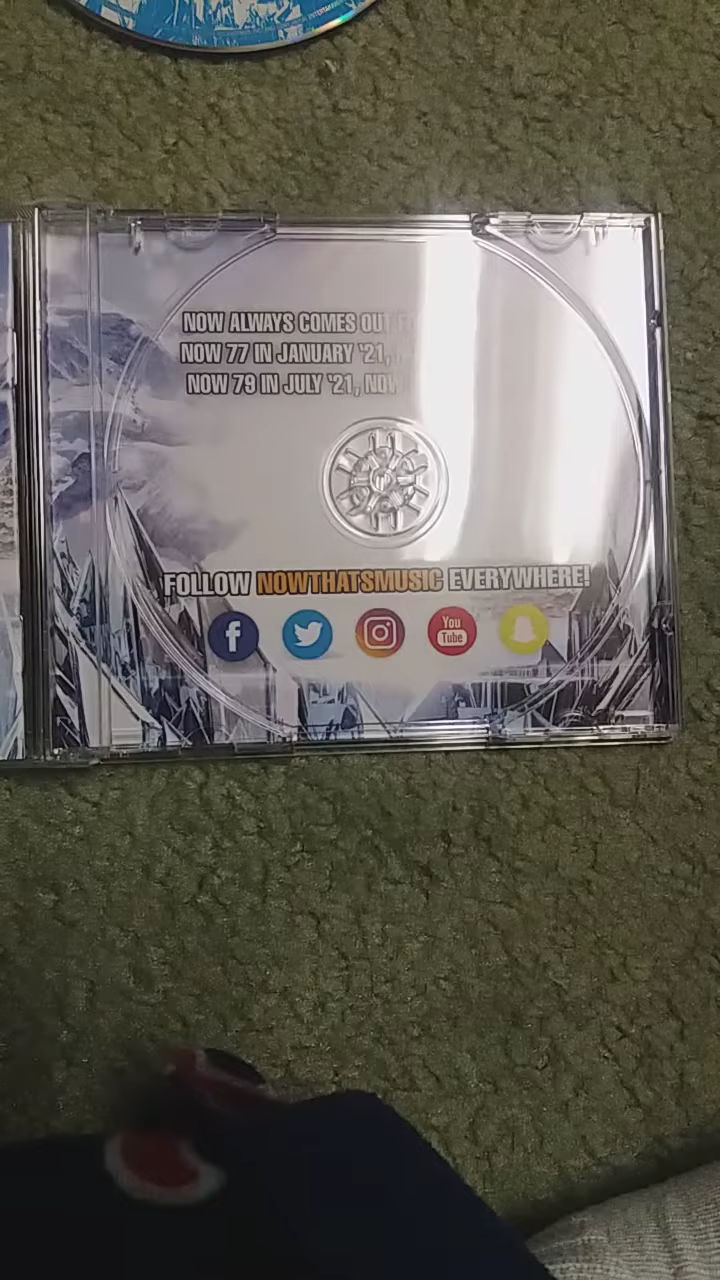 NOW ALWAYS COMES OUT
NOW 77 IN JANUARY '21,
NOW 79 IN JULY '21, NOW
FOLLOW NOWTHATSMUSIC EVERYWHERE!
f
You
Tube